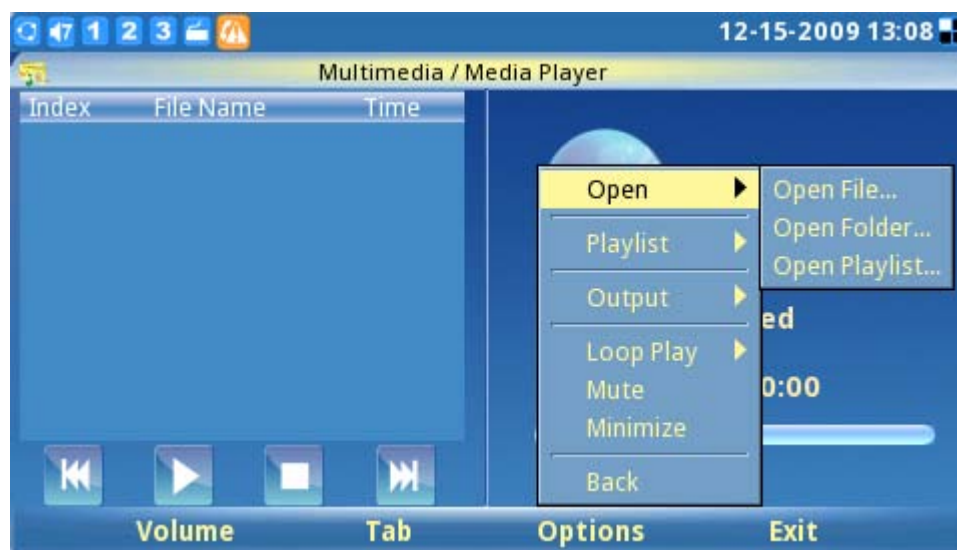 7 1 2 3 12-15-2009 13:08
Multimedia / Media Player
Index File Name Time
Open
Playlist
Output
Loop Play
Mute
Minimize
Back
Open File...
Open Folder...
Open Playlist...
ed
0:00
Volume Tab Options Exit